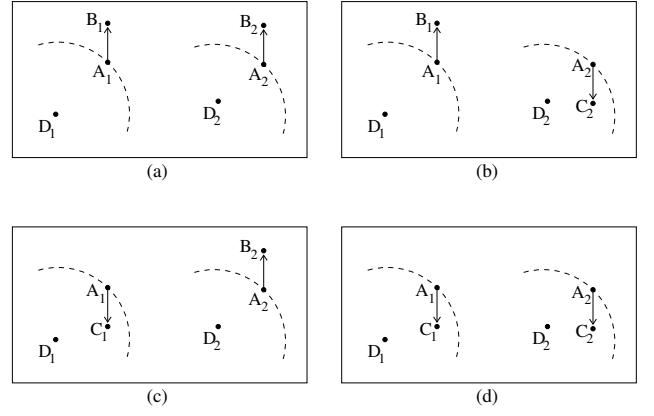 B1 B2
A1 A2
D1 D2
(a)
B1
A1 A2
D1 D2 C2
(b)
B2
A1 A2
C1
D1 D2
(c)
A1 A2
C1 C2
D1 D2
(d)